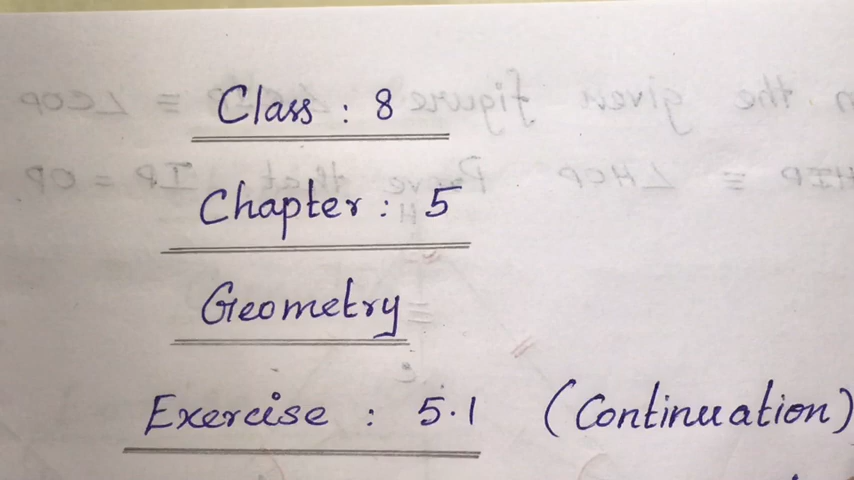 Class : 8
Chapter : 5
Geometry
Exercise : 5.1 (Continuation)